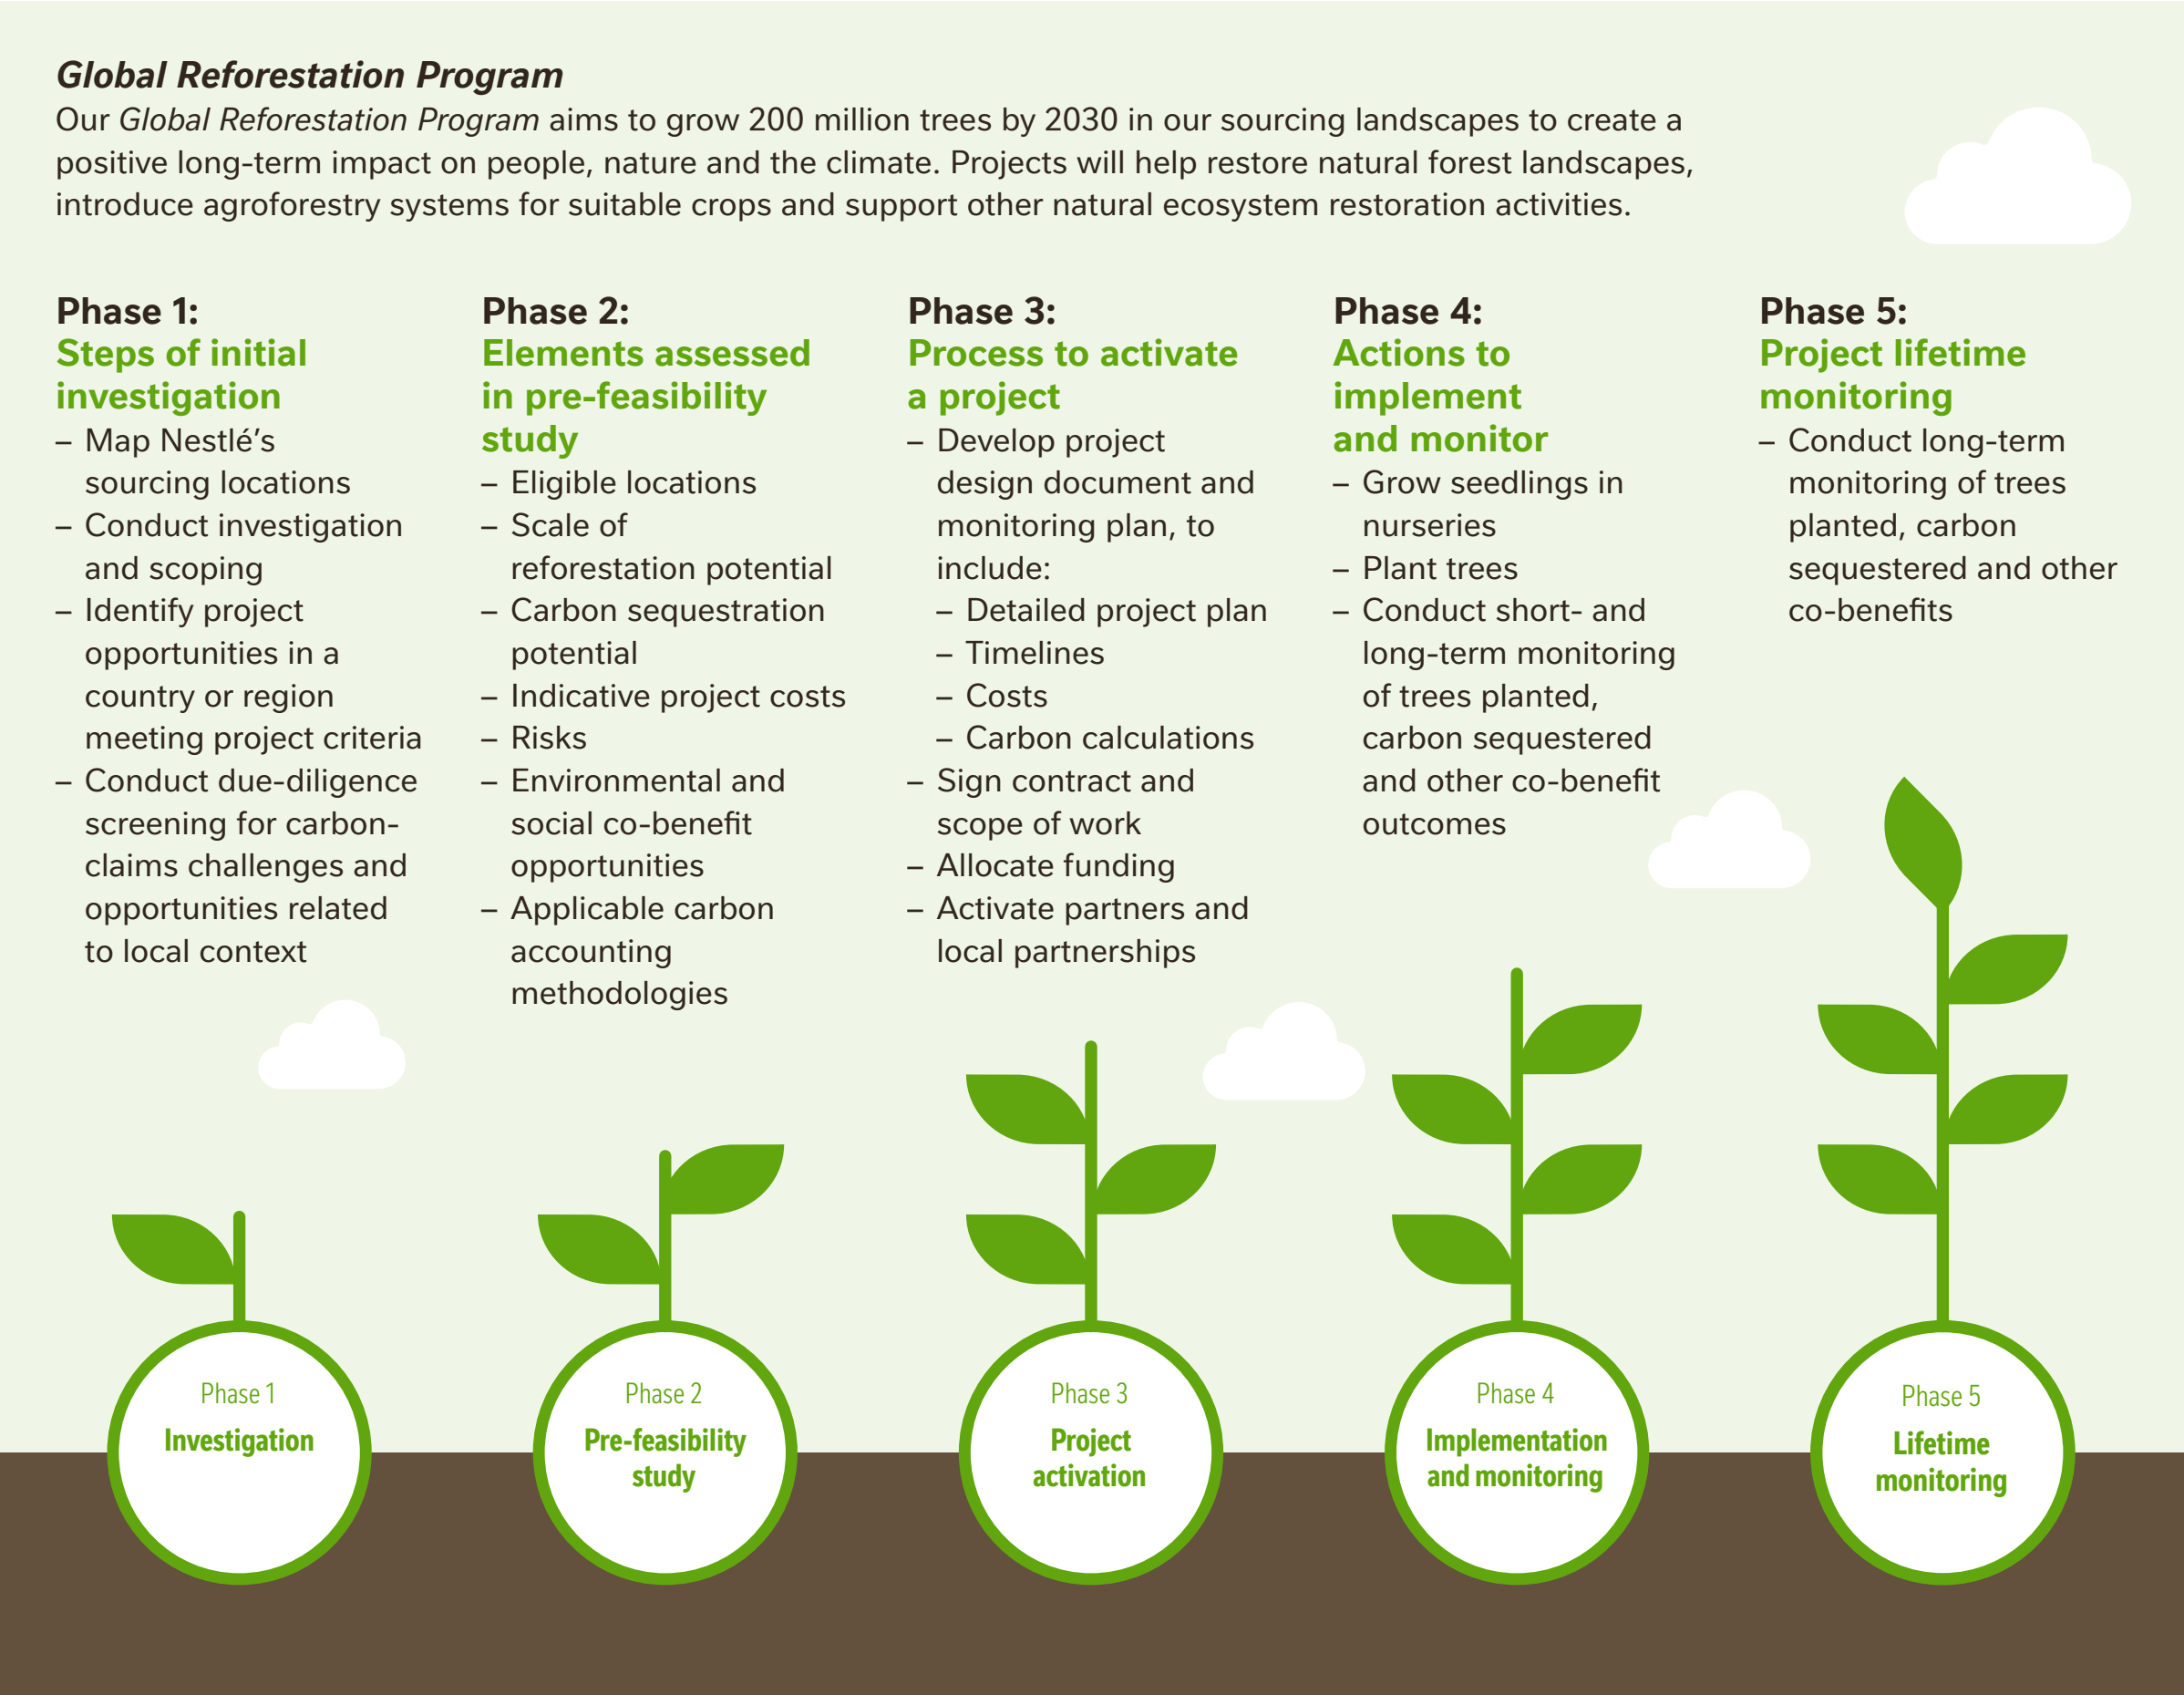 Global Reforestation Program
Our Global Reforestation Program aims to grow 200 million trees by 2030 in our sourcing landscapes to create a
positive long-term impact on people, nature and the climate. Projects will help restore natural forest landscapes,
introduce agroforestry systems for suitable crops and support other natural ecosystem restoration activities.
Phase 1:
Steps of initial
investigation
– Map Nestlé’s
sourcing locations
– Conduct investigation
and scoping
– Identify project
opportunities in a
country or region
meeting project criteria
– Conduct due-diligence
screening for carbon-
claims challenges and
opportunities related
to local context
Phase 2:
Elements assessed
in pre-feasibility
study
– Eligible locations
– Scale of
reforestation potential
– Carbon sequestration
potential
– Indicative project costs
– Risks
– Environmental and
social co-benefit
opportunities
– Applicable carbon
accounting
methodologies
Phase 3:
Process to activate
a project
– Develop project
design document and
monitoring plan, to
include:
– Detailed project plan
– Timelines
– Costs
– Carbon calculations
– Sign contract and
scope of work
– Allocate funding
– Activate partners and
local partnerships
Phase 4:
Actions to
implement
and monitor
– Grow seedlings in
nurseries
– Plant trees
– Conduct short- and
long-term monitoring
of trees planted,
carbon sequestered
and other co-benefit
outcomes
Phase 5:
Project lifetime
monitoring
– Conduct long-term
monitoring of trees
planted, carbon
sequestered and other
co-benefits
Phase 1
Investigation
Phase 2
Pre-feasibility
study
Phase 3
Project
activation
Phase 4
Implementation
and monitoring
Phase 5
Lifetime
monitoring